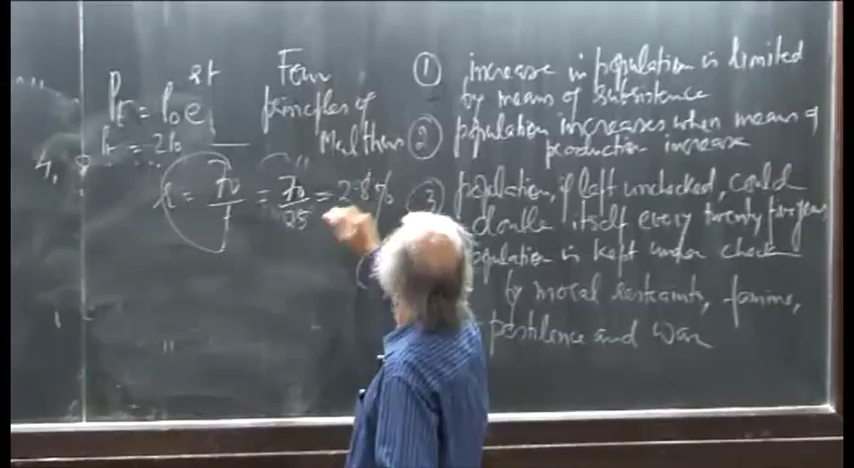 Pt = P0 e^rt
Pt = 2P0
r = 70/t = 70/25 = 2.8%
Four
principles of
Malthus
① increase in population is limited
by means of subsistence
② population increases when means of
production increase
③ population, if left unchecked, could
double itself every twenty five years
population is kept under check
by moral restraints, famine,
pestilence and war